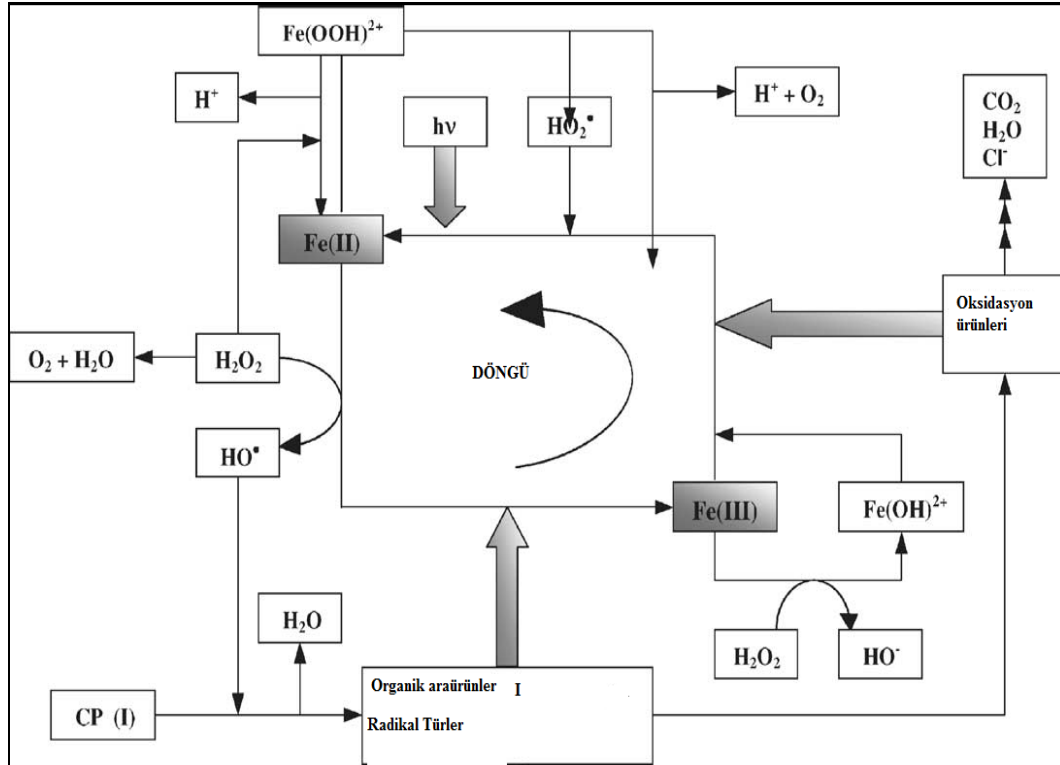 Fe(OOH)²⁺
H⁺
hν
HO₂•
H⁺ + O₂
CO₂
H₂O
Cl⁻
Fe(II)
Oksidasyon
ürünleri
O₂ + H₂O
H₂O₂
DÖNGÜ
HO•
Fe(III)
Fe(OH)²⁺
H₂O
H₂O₂
HO⁻
CP (I)
Organik araürünler I
Radikal Türler